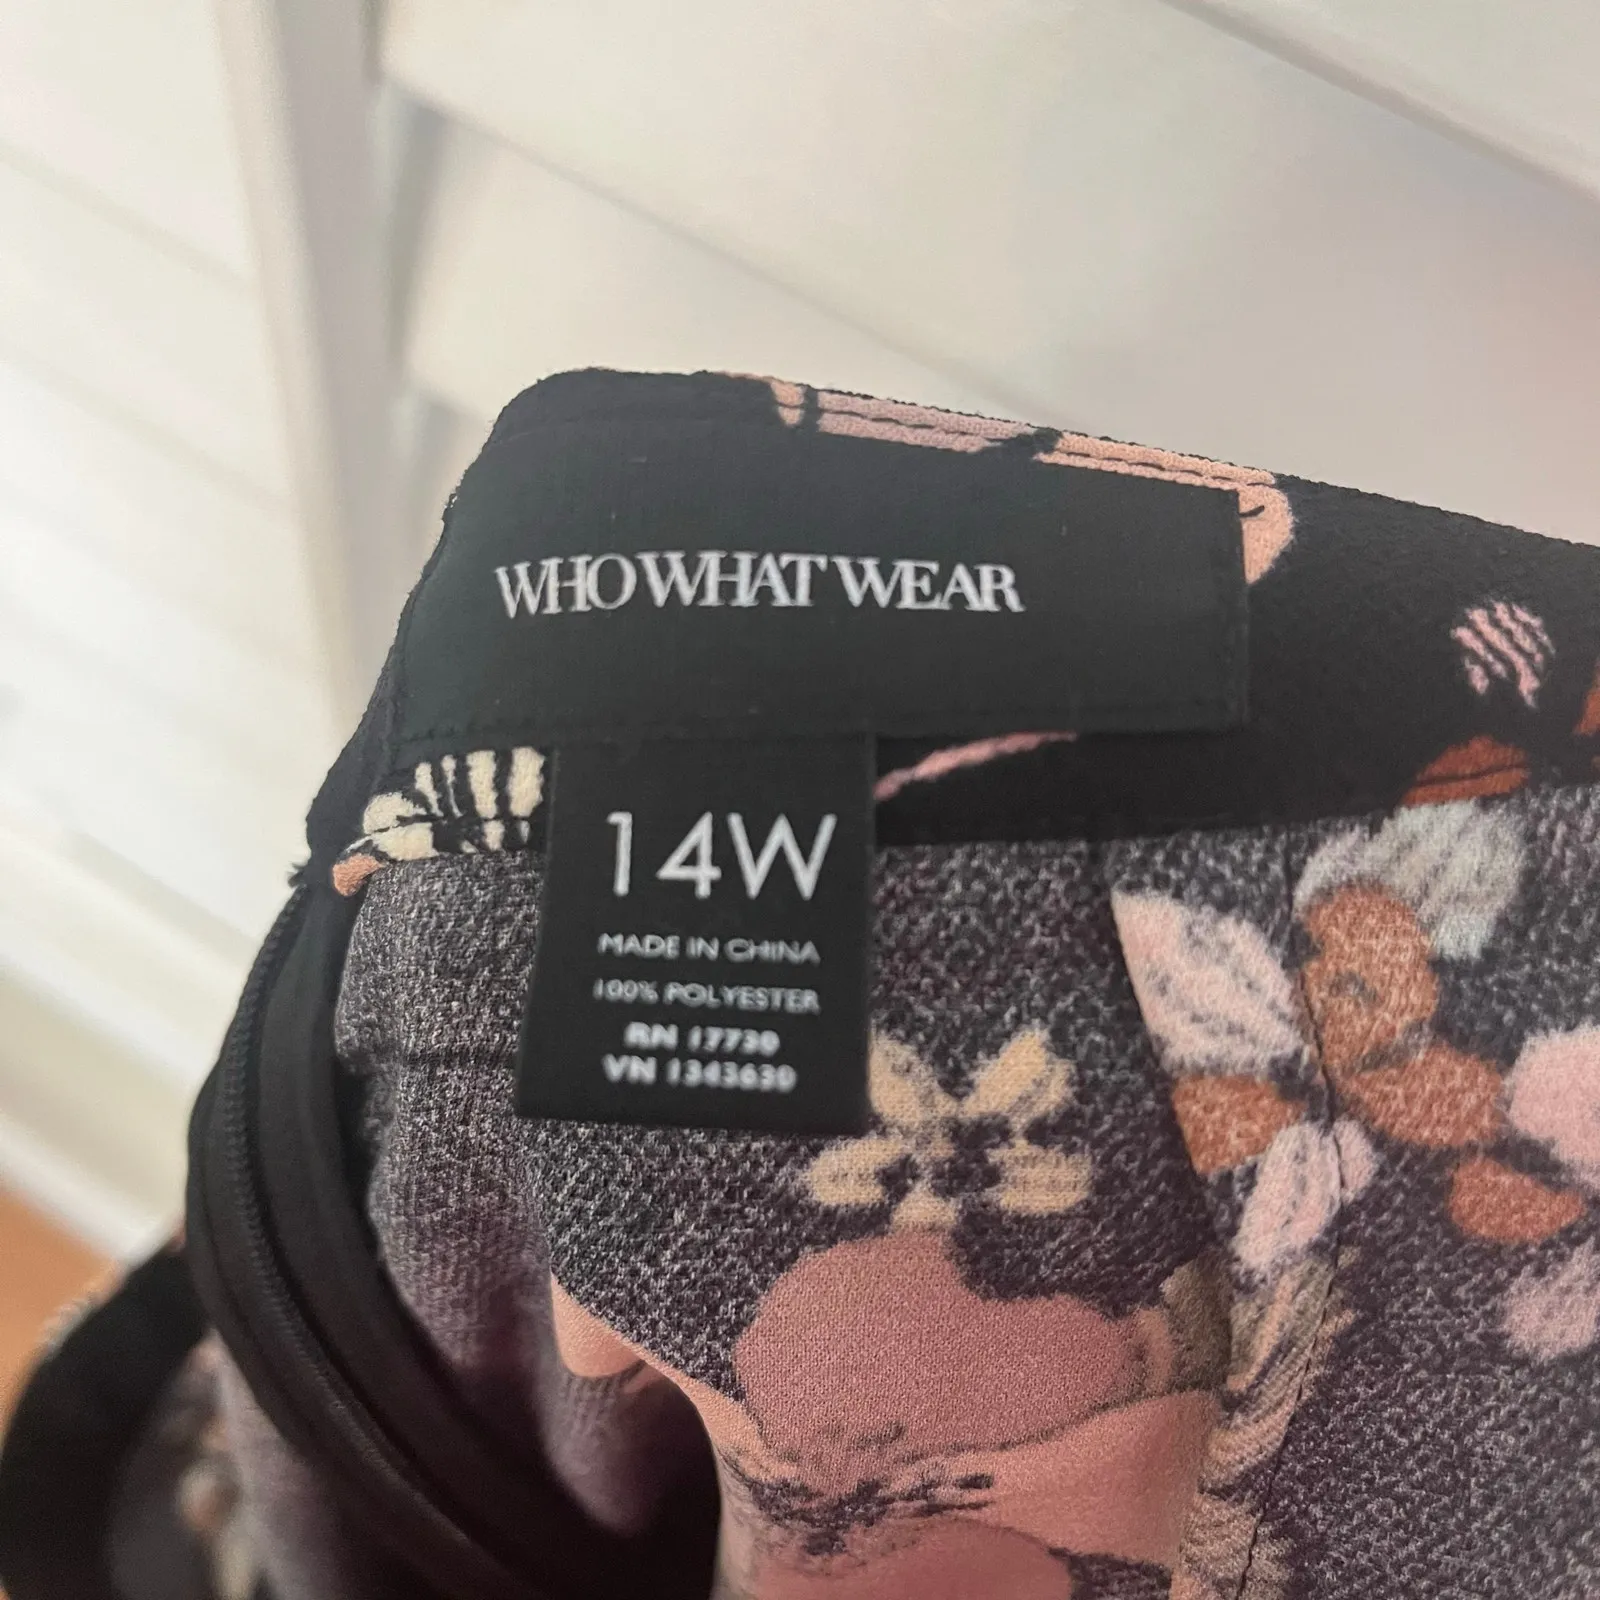 WHO WHAT WEAR
14W
MADE IN CHINA
100% POLYESTER
RN 17730
VN 1343630